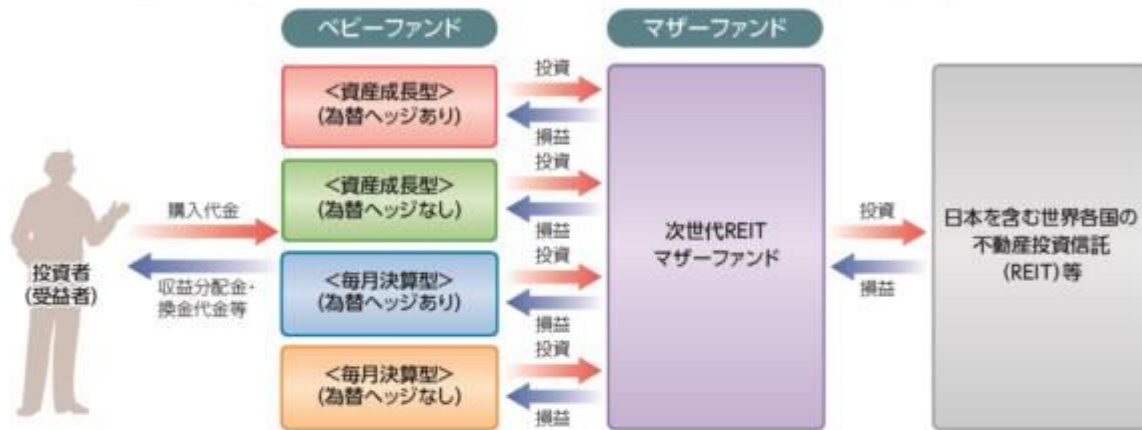 ベビーファンド
マザーファンド
<資産成長型>
(為替ヘッジあり)
投資
損益
<資産成長型>
(為替ヘッジなし)
投資
損益
<毎月決算型>
(為替ヘッジあり)
投資
損益
<毎月決算型>
(為替ヘッジなし)
投資
損益
投資者
(受益者)
購入代金
収益分配金・
換金代金等
次世代REIT
マザーファンド
投資
損益
日本を含む世界各国の
不動産投資信託
(REIT)等